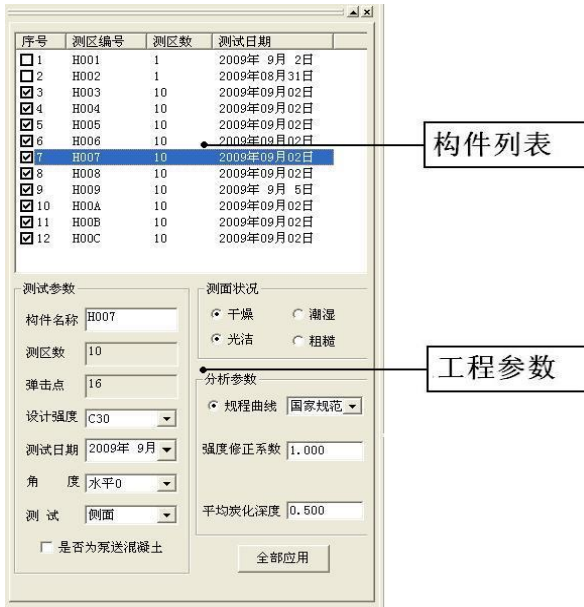 序号 测区编号 测区数 测试日期
1 H001 1 2009年 9月 2日
2 H002 1 2009年08月31日
3 H003 10 2009年09月02日
4 H004 10 2009年09月02日
5 H005 10 2009年09月02日
6 H006 10 2009年09月02日
7 H007 10 2009年09月02日
8 H008 10 2009年09月02日
9 H009 10 2009年 9月 5日
10 H00A 10 2009年09月02日
11 H00B 10 2009年09月02日
12 H00C 10 2009年09月02日
构件列表
测试参数
构件名称 H007
测区数 10
弹击点 16
设计强度 C30
测试日期 2009年 9月
角 度 水平0
测 试 侧面
是否为泵送混凝土
测面状况
干燥 潮湿
光洁 粗糙
工程参数
分析参数
规程曲线 国家规范
强度修正系数 1.000
平均炭化深度 0.500
全部应用